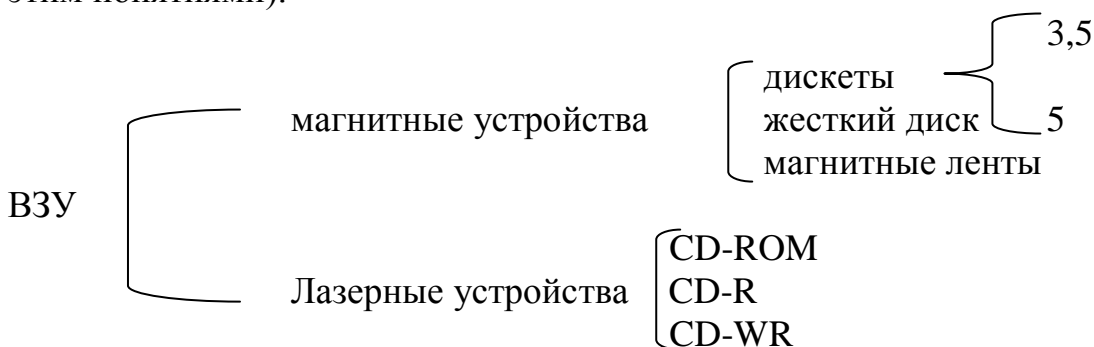 этим понятиями).
3,5
дискеты
магнитные устройства жесткий диск 5
магнитные ленты
ВЗУ
CD-ROM
Лазерные устройства CD-R
CD-WR